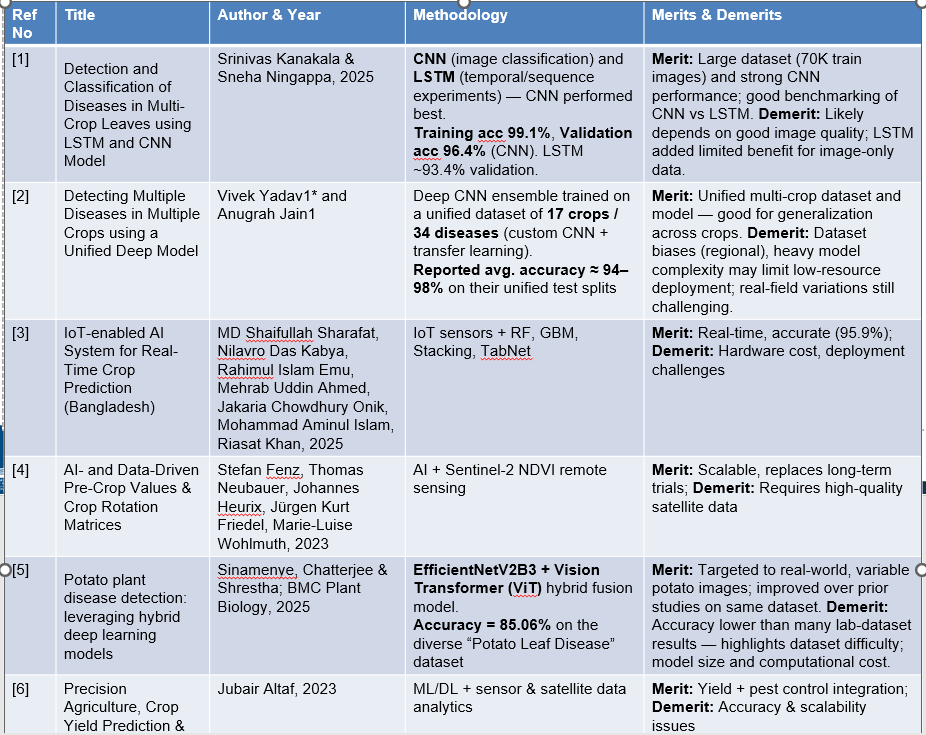 Ref No
Title
Author & Year
Methodology
Merits & Demerits
[1]
Detection and
Classification of
Diseases in Multi-
Crop Leaves using
LSTM and CNN
Model
Srinivas Kanakala &
Sneha Ningappa, 2025
CNN (image classification) and
LSTM (temporal/sequence
experiments) — CNN performed
best.
Training acc 99.1%, Validation
acc 96.4% (CNN). LSTM
~93.4% validation.
Merit: Large dataset (70K train
images) and strong CNN
performance; good benchmarking of
CNN vs LSTM. Demerit: Likely
depends on good image quality; LSTM
added limited benefit for image-only
data.
[2]
Detecting Multiple
Diseases in Multiple
Crops using a
Unified Deep Model
Vivek Yadav1* and
Anugrah Jain1
Deep CNN ensemble trained on
a unified dataset of 17 crops /
34 diseases (custom CNN +
transfer learning).
Reported avg. accuracy ≈ 94–
98% on their unified test splits
Merit: Unified multi-crop dataset and
model — good for generalization
across crops. Demerit: Dataset
biases (regional), heavy model
complexity may limit low-resource
deployment; real-field variations still
challenging.
[3]
IoT-enabled AI
System for Real-
Time Crop
Prediction
(Bangladesh)
MD Shaifullah Sharafat,
Nilavro Das Kabya,
Rahimul Islam Emu,
Mehrab Uddin Ahmed,
Jakaria Chowdhury Onik,
Mohammad Aminul Islam,
Riasat Khan, 2025
IoT sensors + RF, GBM,
Stacking, TabNet
Merit: Real-time, accurate (95.9%);
Demerit: Hardware cost, deployment
challenges
[4]
AI- and Data-Driven
Pre-Crop Values &
Crop Rotation
Matrices
Stefan Fenz, Thomas
Neubauer, Johannes
Heurix, Jürgen Kurt
Friedel, Marie-Luise
Wohlmuth, 2023
AI + Sentinel-2 NDVI remote
sensing
Merit: Scalable, replaces long-term
trials; Demerit: Requires high-quality
satellite data
[5]
Potato plant
disease detection:
leveraging hybrid
deep learning
models
Sinamenye, Chatterjee &
Shrestha; BMC Plant
Biology, 2025
EfficientNetV2B3 + Vision
Transformer (ViT) hybrid fusion
model.
Accuracy = 85.06% on the
diverse “Potato Leaf Disease”
dataset
Merit: Targeted to real-world, variable
potato images; improved over prior
studies on same dataset. Demerit:
Accuracy lower than many lab-dataset
results — highlights dataset difficulty;
model size and computational cost.
[6]
Precision
Agriculture, Crop
Yield Prediction &
Jubair Altaf, 2023
ML/DL + sensor & satellite data
analytics
Merit: Yield + pest control integration;
Demerit: Accuracy & scalability
issues